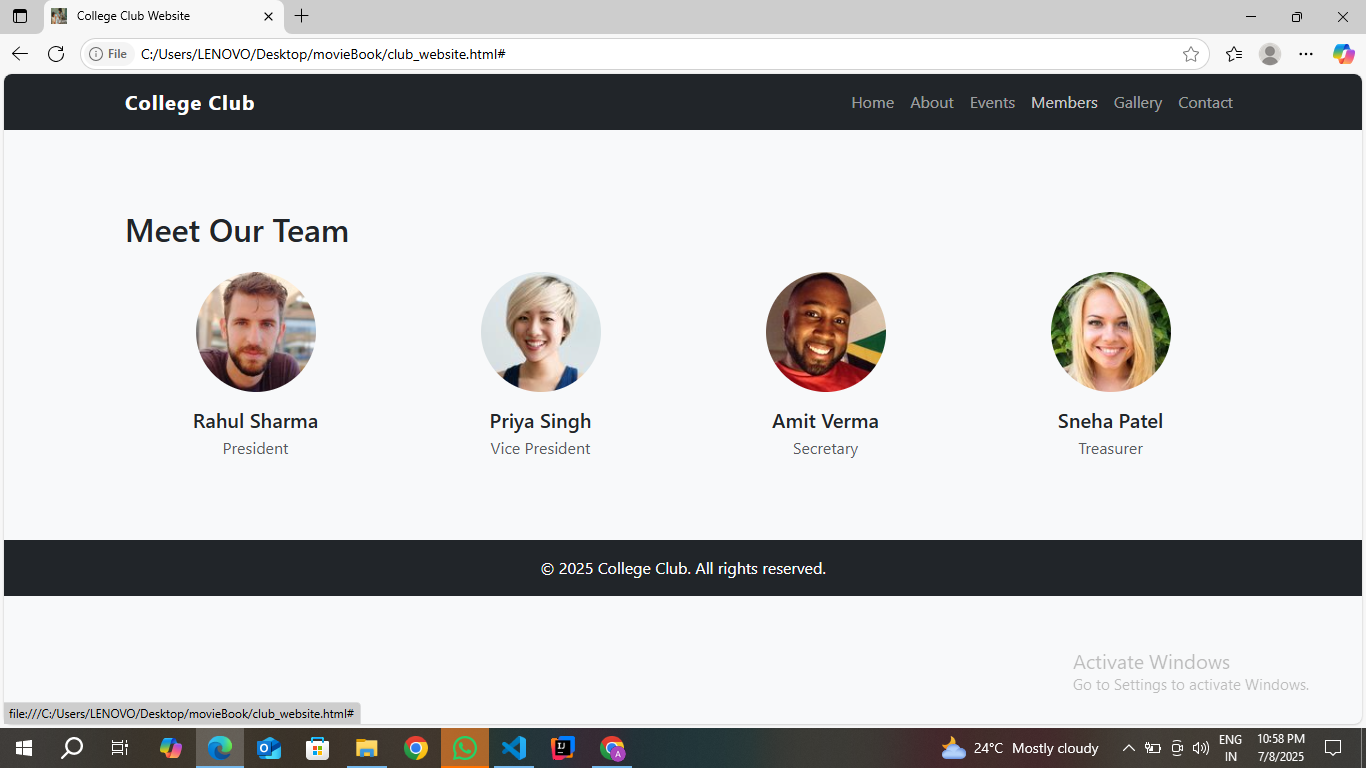 College Club Website
File C:/Users/LENOVO/Desktop/movieBook/club_website.html#
College Club Home About Events Members Gallery Contact
Meet Our Team
Rahul Sharma Priya Singh Amit Verma Sneha Patel
President Vice President Secretary Treasurer
© 2025 College Club. All rights reserved.
Activate Windows
Go to Settings to activate Windows.
file:///C:/Users/LENOVO/Desktop/movieBook/club_website.html#
24°C Mostly cloudy
ENG 10:58 PM
IN 7/8/2025